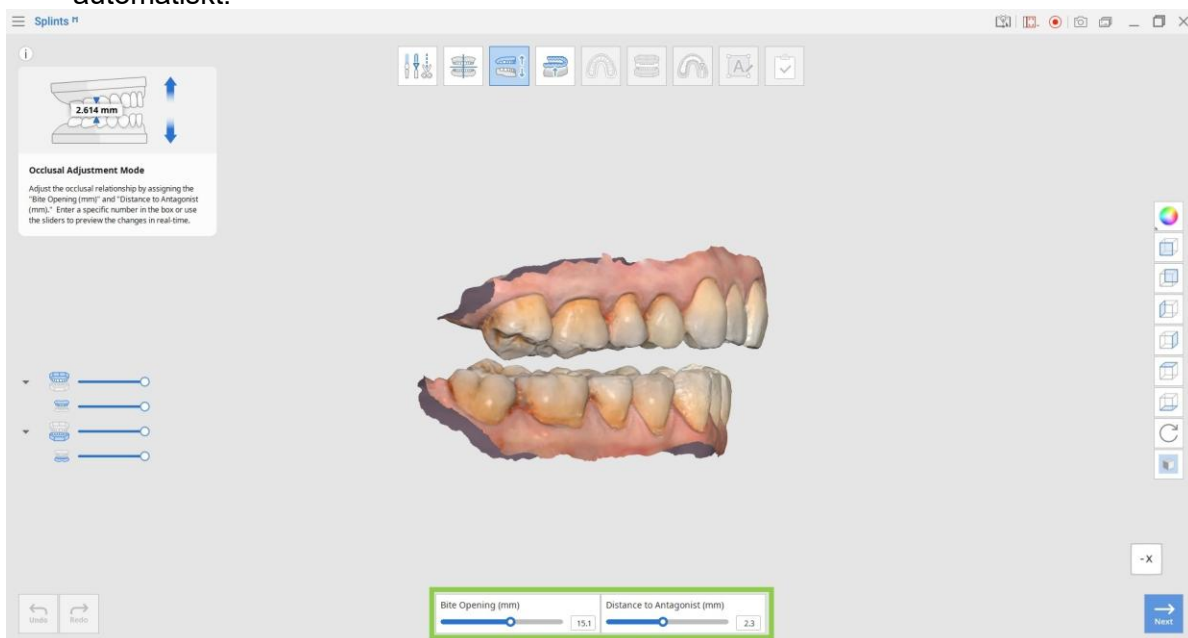 automatiskt.
Splints M
i
2.614 mm
Occlusal Adjustment Mode
Adjust the occlusal relationship by assigning the
"Bite Opening (mm)" and "Distance to Antagonist
(mm)." Enter a specific number in the box or use
the sliders to preview the changes in real-time.
A
-X
Undo
Redo
Bite Opening (mm)
15.1
Distance to Antagonist (mm)
2.3
Next